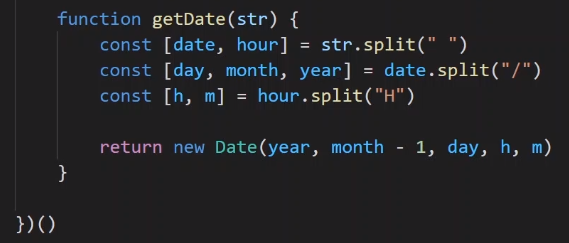 function getDate(str) {
const [date, hour] = str.split(" ")
const [day, month, year] = date.split("/")
const [h, m] = hour.split("H")
return new Date(year, month - 1, day, h, m)
}
})()